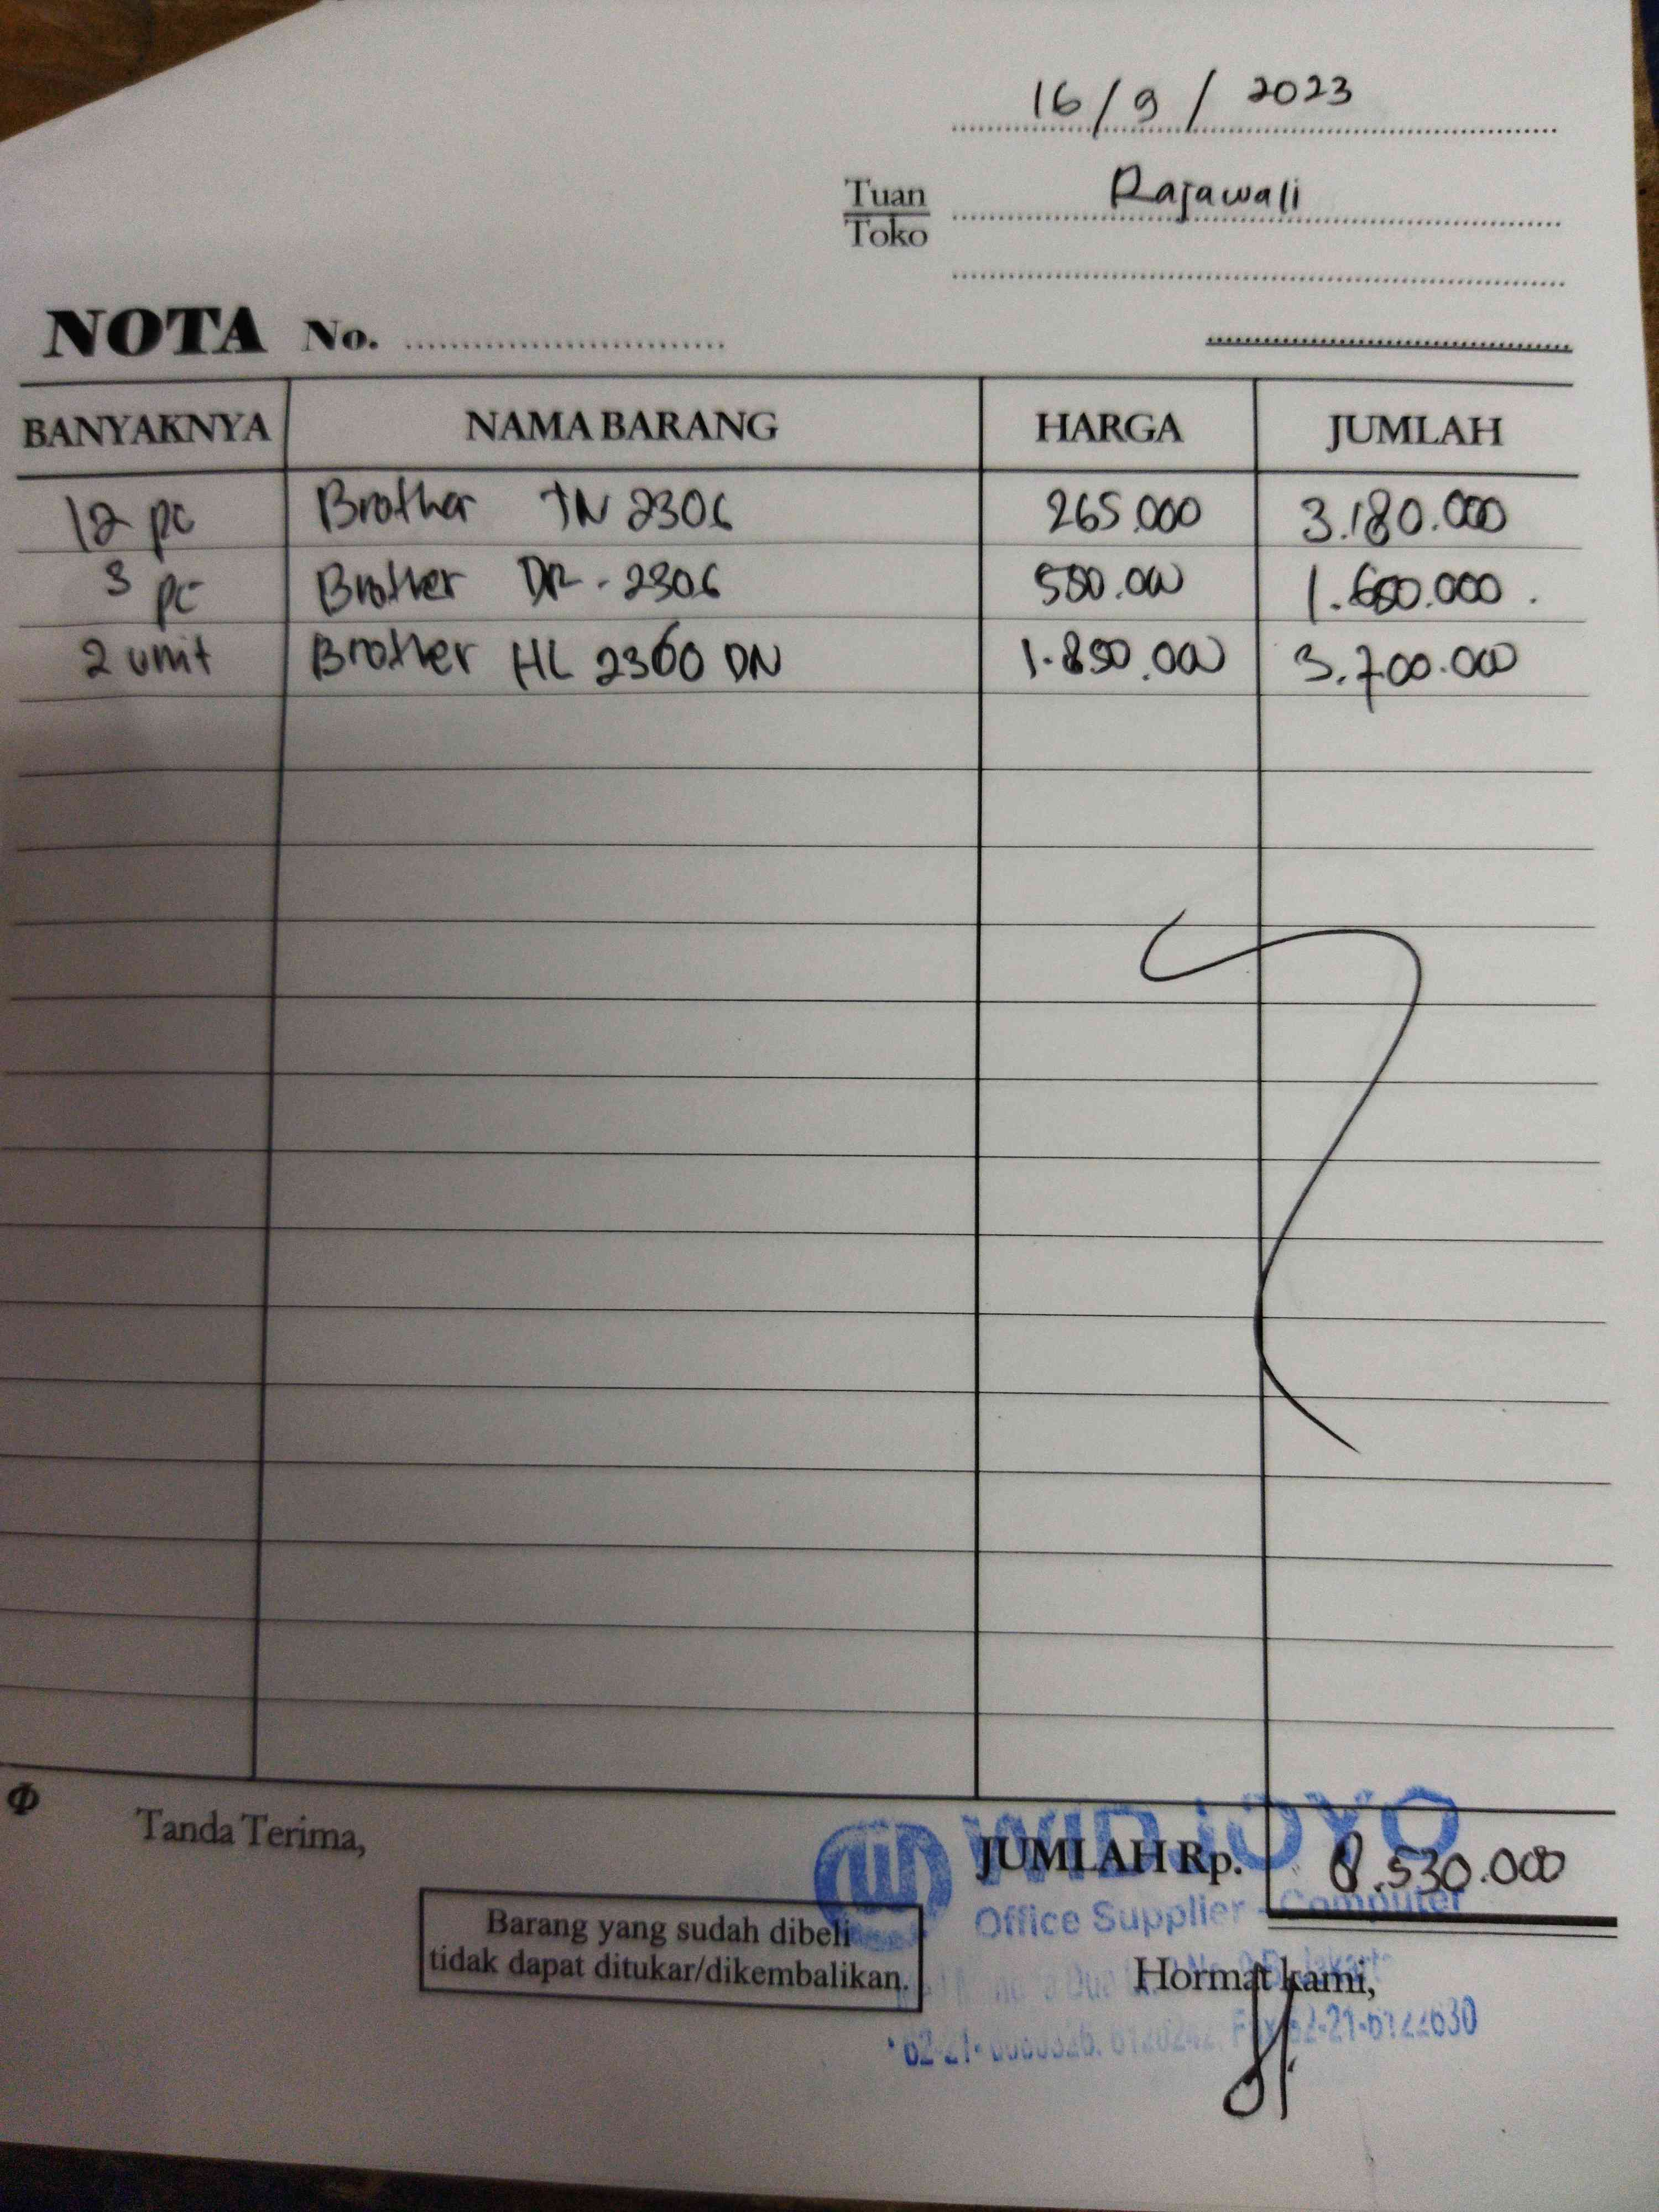 16/9/2023
Tuan
Toko
Rajawali
NOTA No.
BANYAKNYA NAMA BARANG HARGA JUMLAH
12 pc Brother TN 2306 265.000 3.180.000
3 pc Brother DR-2306 550.000 1.650.000.
2 unit Brother HL 2360 DN 1.850.000 3.700.000
Tanda Terima,
WIDJOYO
JUMLAH Rp. 8.530.000
Office Supplier - Computer
Barang yang sudah dibeli
tidak dapat ditukar/dikembalikan.
Jakarta
Hormat kami,
Fax